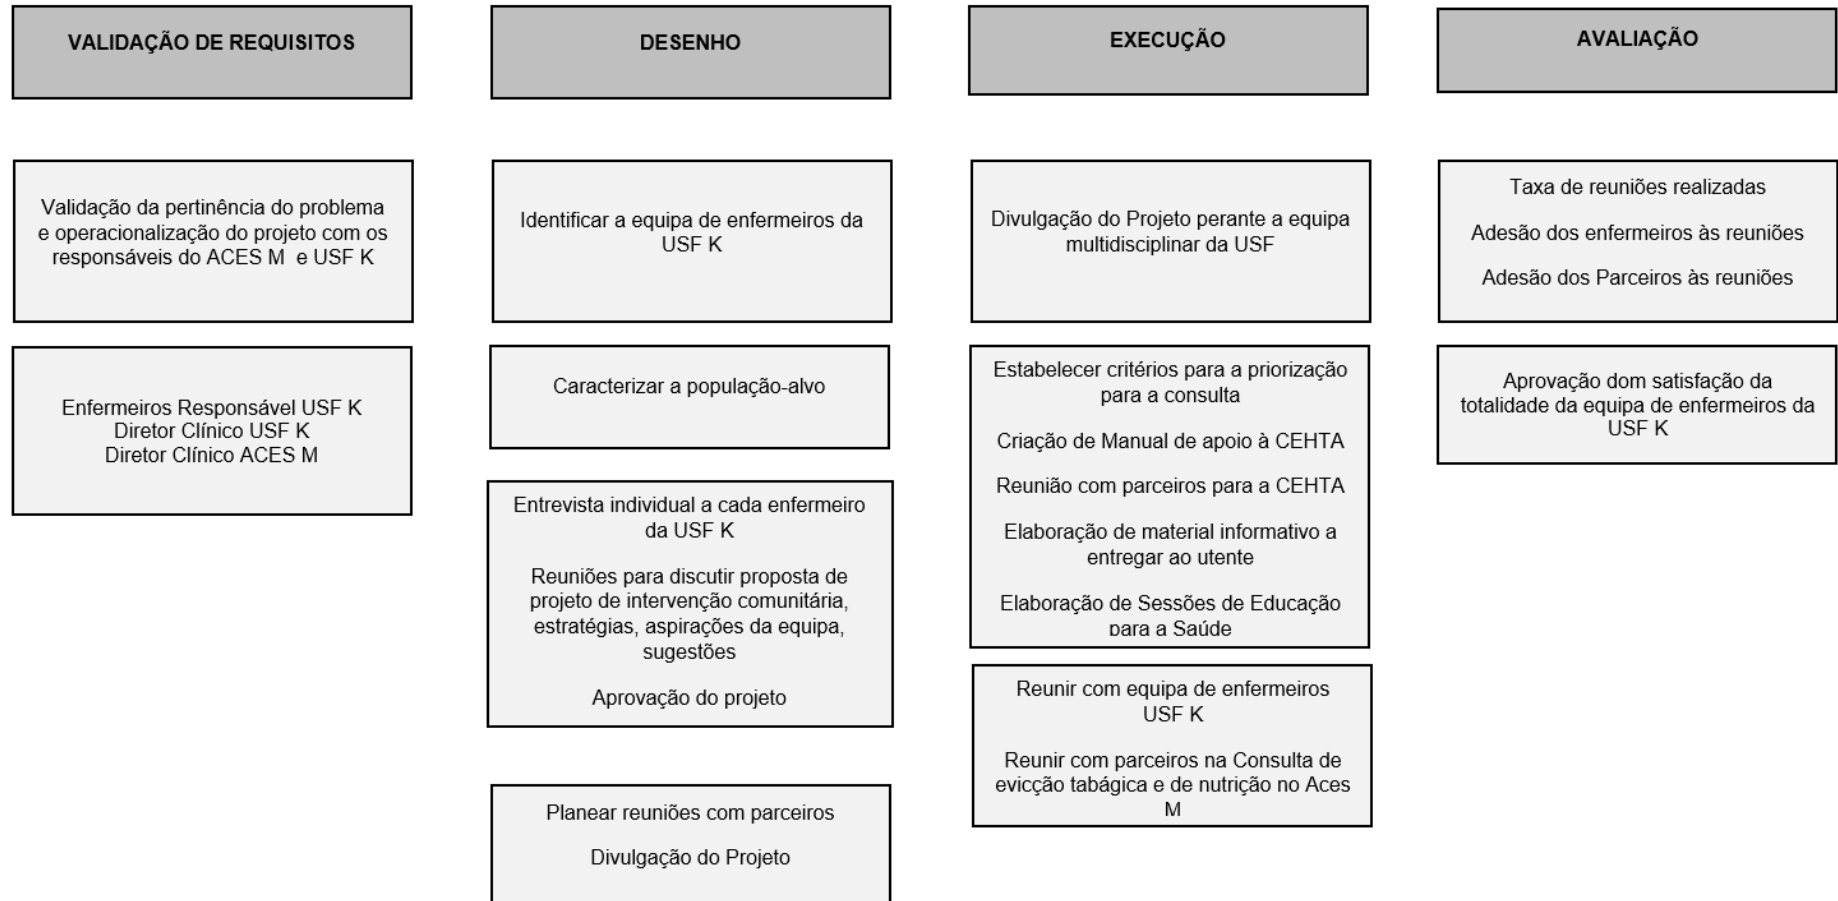 VALIDAÇÃO DE REQUISITOS
Validação da pertinência do problema
e operacionalização do projeto com os
responsáveis do ACES M e USF K
Enfermeiros Responsável USF K
Diretor Clínico USF K
Diretor Clínico ACES M
DESENHO
Identificar a equipa de enfermeiros da
USF K
Caracterizar a população-alvo
Entrevista individual a cada enfermeiro
da USF K
Reuniões para discutir proposta de
projeto de intervenção comunitária,
estratégias, aspirações da equipa,
sugestões
Aprovação do projeto
Planear reuniões com parceiros
Divulgação do Projeto
EXECUÇÃO
Divulgação do Projeto perante a equipa
multidisciplinar da USF
Estabelecer critérios para a priorização
para a consulta
Criação de Manual de apoio à CEHTA
Reunião com parceiros para a CEHTA
Elaboração de material informativo a
entregar ao utente
Elaboração de Sessões de Educação
para a Saúde
Reunir com equipa de enfermeiros
USF K
Reunir com parceiros na Consulta de
evicção tabágica e de nutrição no Aces
M
AVALIAÇÃO
Taxa de reuniões realizadas
Adesão dos enfermeiros às reuniões
Adesão dos Parceiros às reuniões
Aprovação dom satisfação da
totalidade da equipa de enfermeiros da
USF K